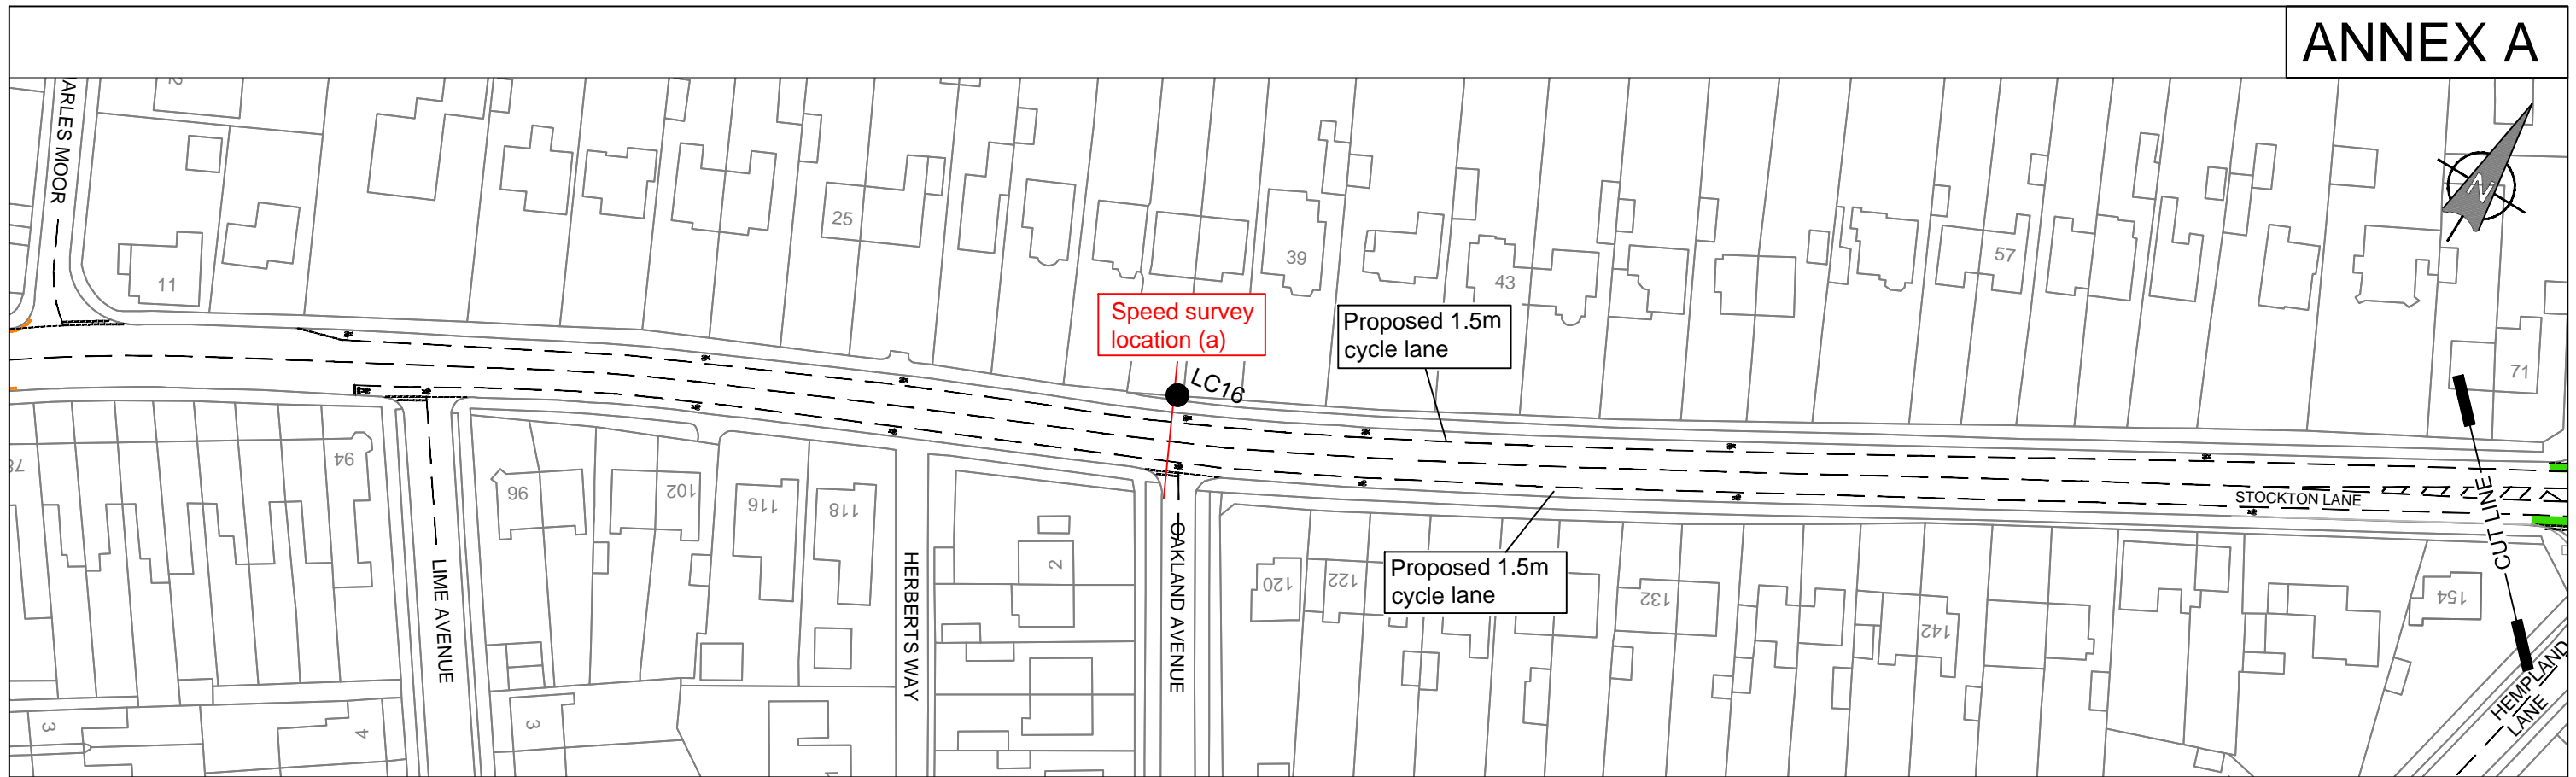 ANNEX A
ARLES MOOR
11
25
39
43
57
71
Speed survey
location (a)
LC16
Proposed 1.5m
cycle lane
Proposed 1.5m
cycle lane
STOCKTON LANE
CUT LINE
N
78
94
96
102
116
118
2
120
122
132
142
154
LIME AVENUE
HERBERTS WAY
OAKLAND AVENUE
HEMPLAND
LANE
3
4
3